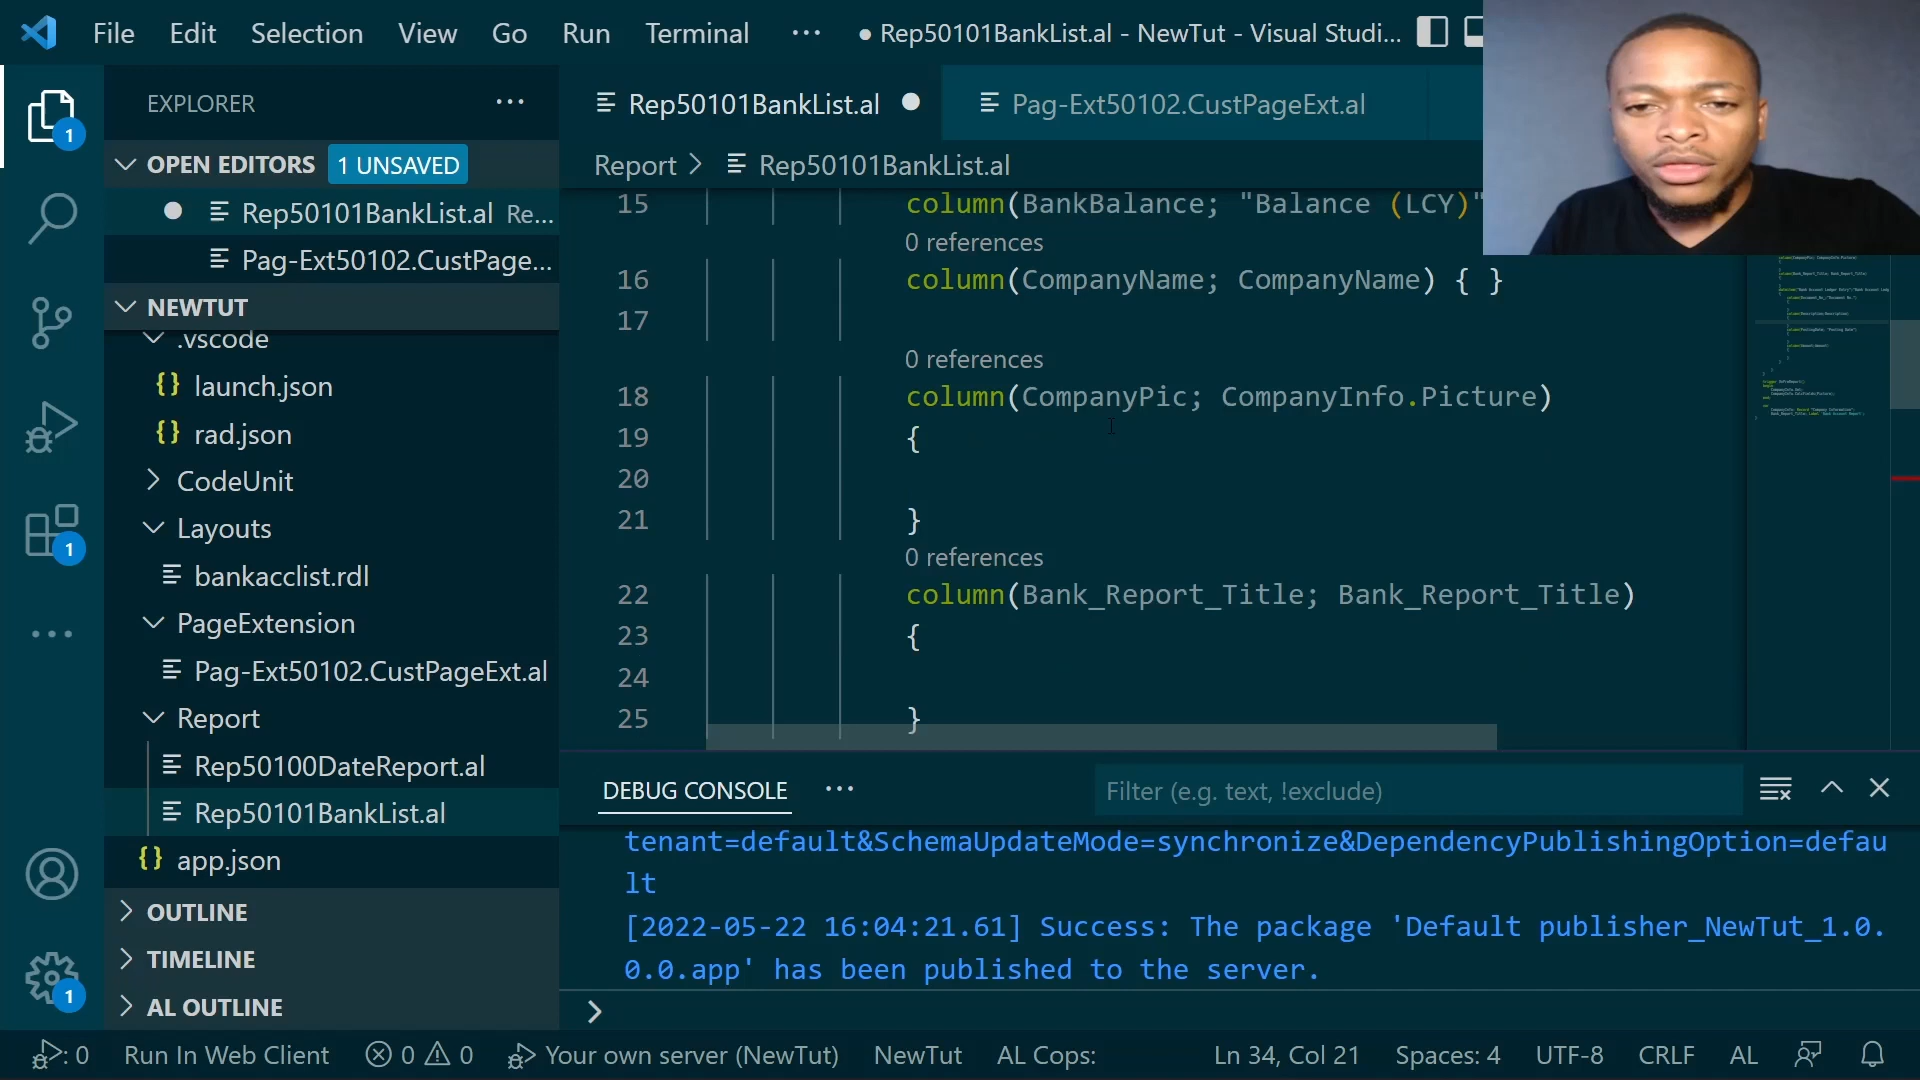 File Edit Selection View Go Run Terminal ··· ● Rep50101BankList.al - NewTut - Visual Studi...
EXPLORER ···
OPEN EDITORS 1 UNSAVED
Rep50101BankList.al Re...
Pag-Ext50102.CustPage...
NEWTUT
.vscode
{} launch.json
{} rad.json
CodeUnit
Layouts
bankacclist.rdl
PageExtension
Pag-Ext50102.CustPageExt.al
Report
Rep50100DateReport.al
Rep50101BankList.al
{} app.json
OUTLINE
TIMELINE
AL OUTLINE
1
1
1
Rep50101BankList.al ● Pag-Ext50102.CustPageExt.al
Report > Rep50101BankList.al
15 column(BankBalance; "Balance (LCY)"
0 references
16 column(CompanyName; CompanyName) { }
17
0 references
18 column(CompanyPic; CompanyInfo.Picture)
19 {
20
21 }
0 references
22 column(Bank_Report_Title; Bank_Report_Title)
23 {
24
25 }
DEBUG CONSOLE ··· Filter (e.g. text, !exclude)
tenant=default&SchemaUpdateMode=synchronize&DependencyPublishingOption=defau
lt
[2022-05-22 16:04:21.61] Success: The package 'Default publisher_NewTut_1.0.
0.0.app' has been published to the server.
>
: 0 Run In Web Client 0 0 Your own server (NewTut) NewTut AL Cops: Ln 34, Col 21 Spaces: 4 UTF-8 CRLF AL